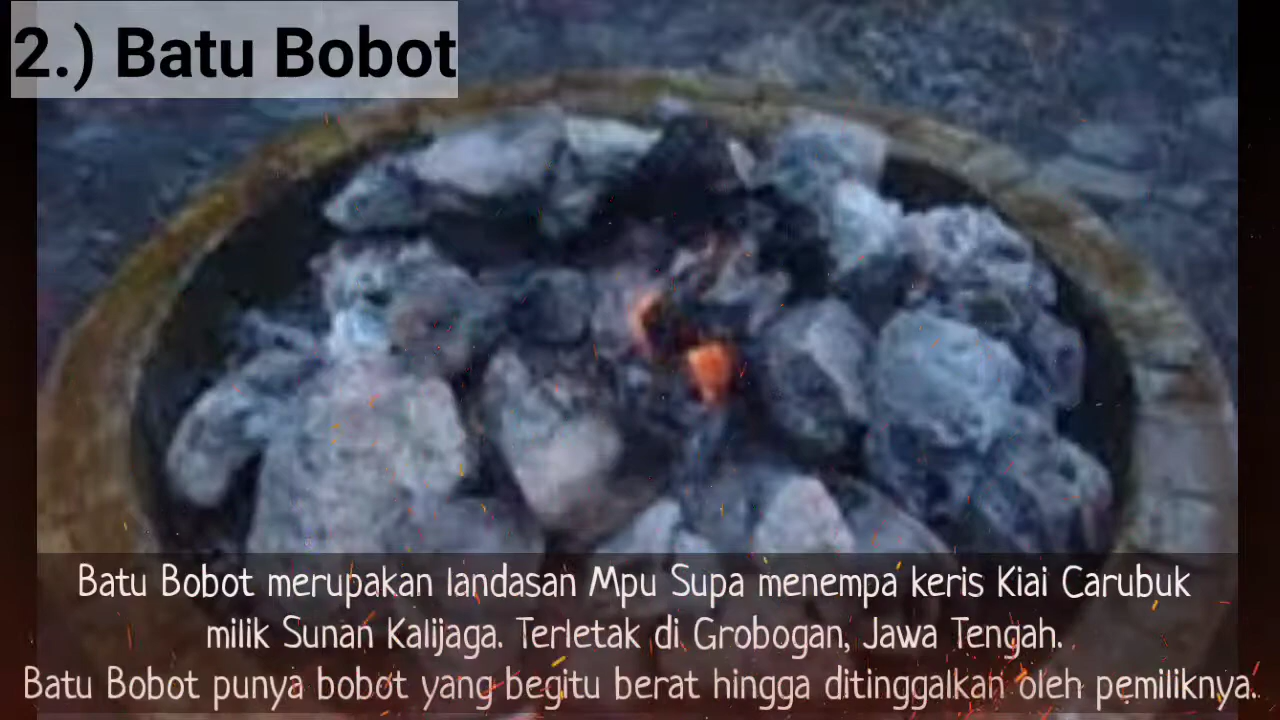 2.) Batu Bobot
Batu Bobot merupakan landasan Mpu Supa menempa keris Kiai Carubuk
milik Sunan Kalijaga. Terletak di Grobogan, Jawa Tengah.
Batu Bobot punya bobot yang begitu berat hingga ditinggalkan oleh pemiliknya.